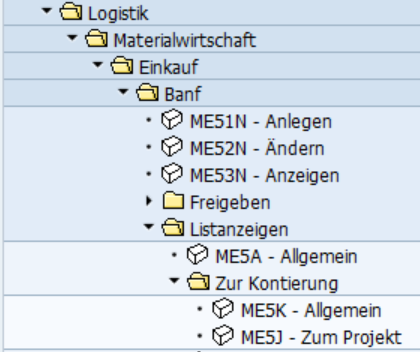 Logistik
Materialwirtschaft
Einkauf
Banf
ME51N - Anlegen
ME52N - Ändern
ME53N - Anzeigen
Freigeben
Listanzeigen
ME5A - Allgemein
Zur Kontierung
ME5K - Allgemein
ME5J - Zum Projekt